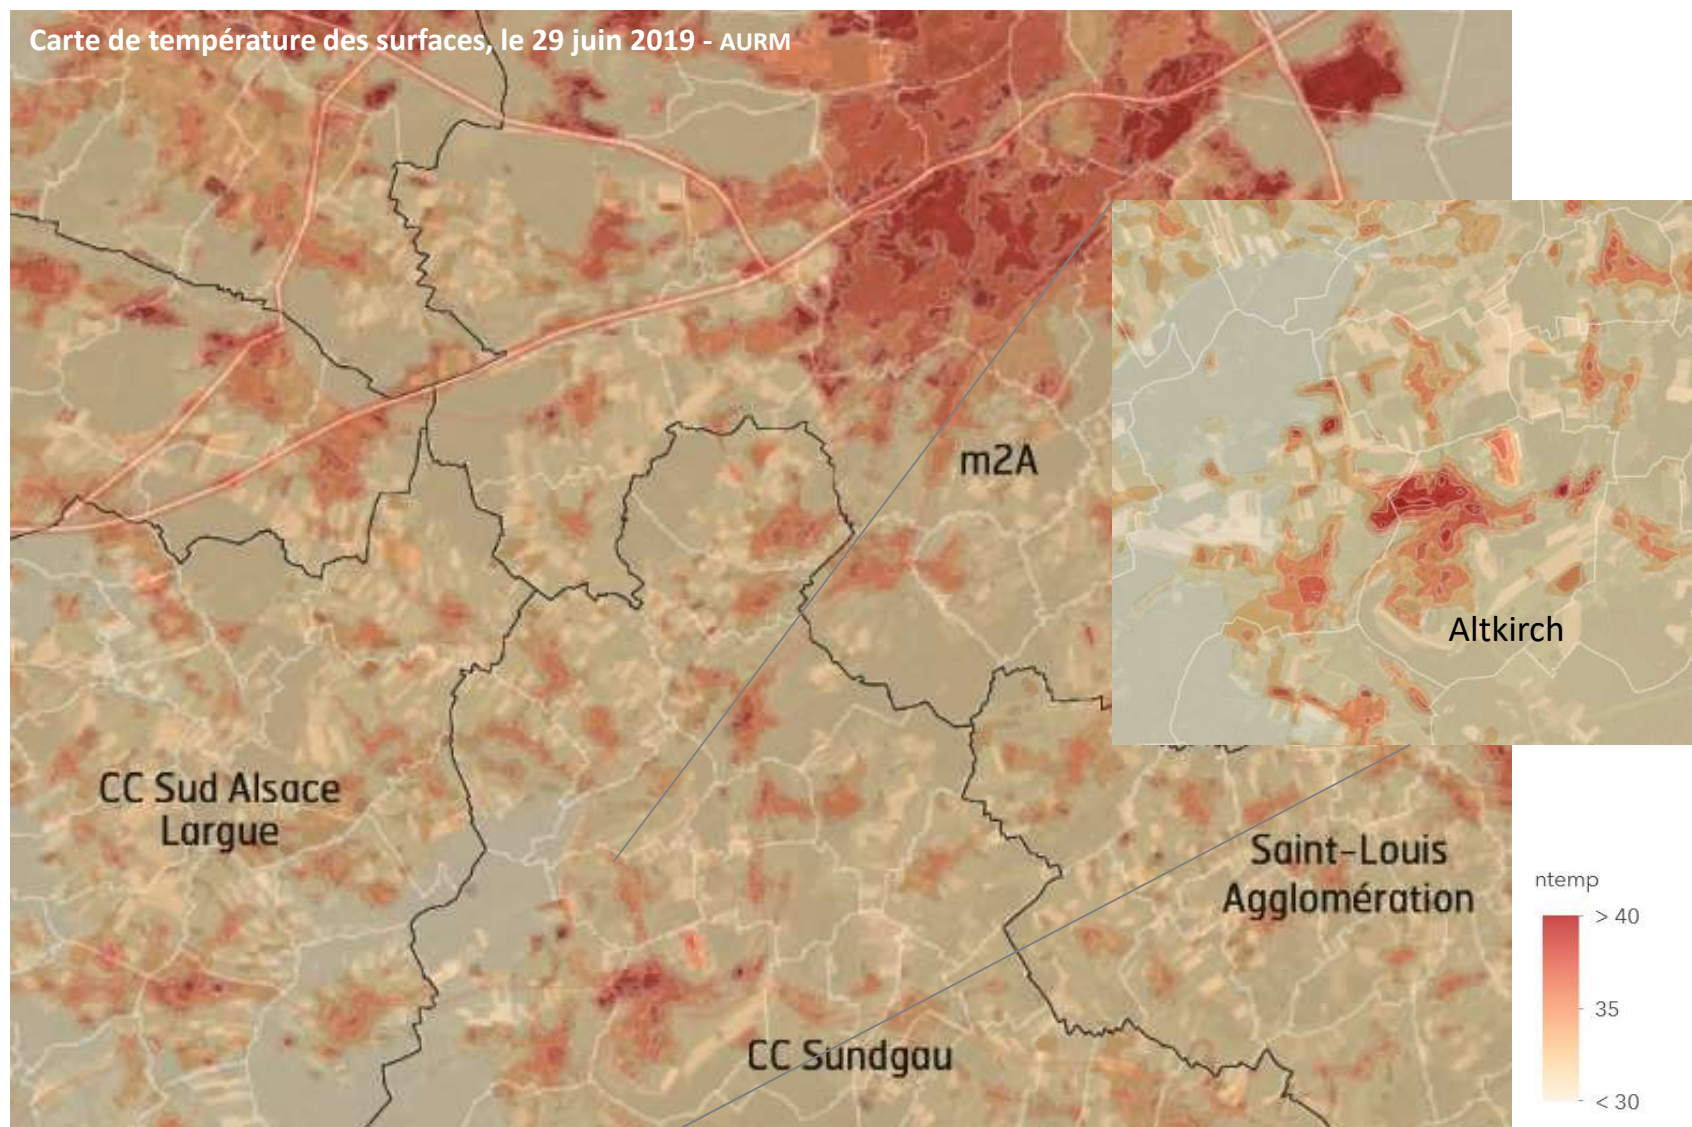 Carte de température des surfaces, le 29 juin 2019 - AURM
m2A
Altkirch
CC Sud Alsace
Largue
Saint-Louis
Agglomération
CC Sundgau
ntemp
> 40
35
< 30